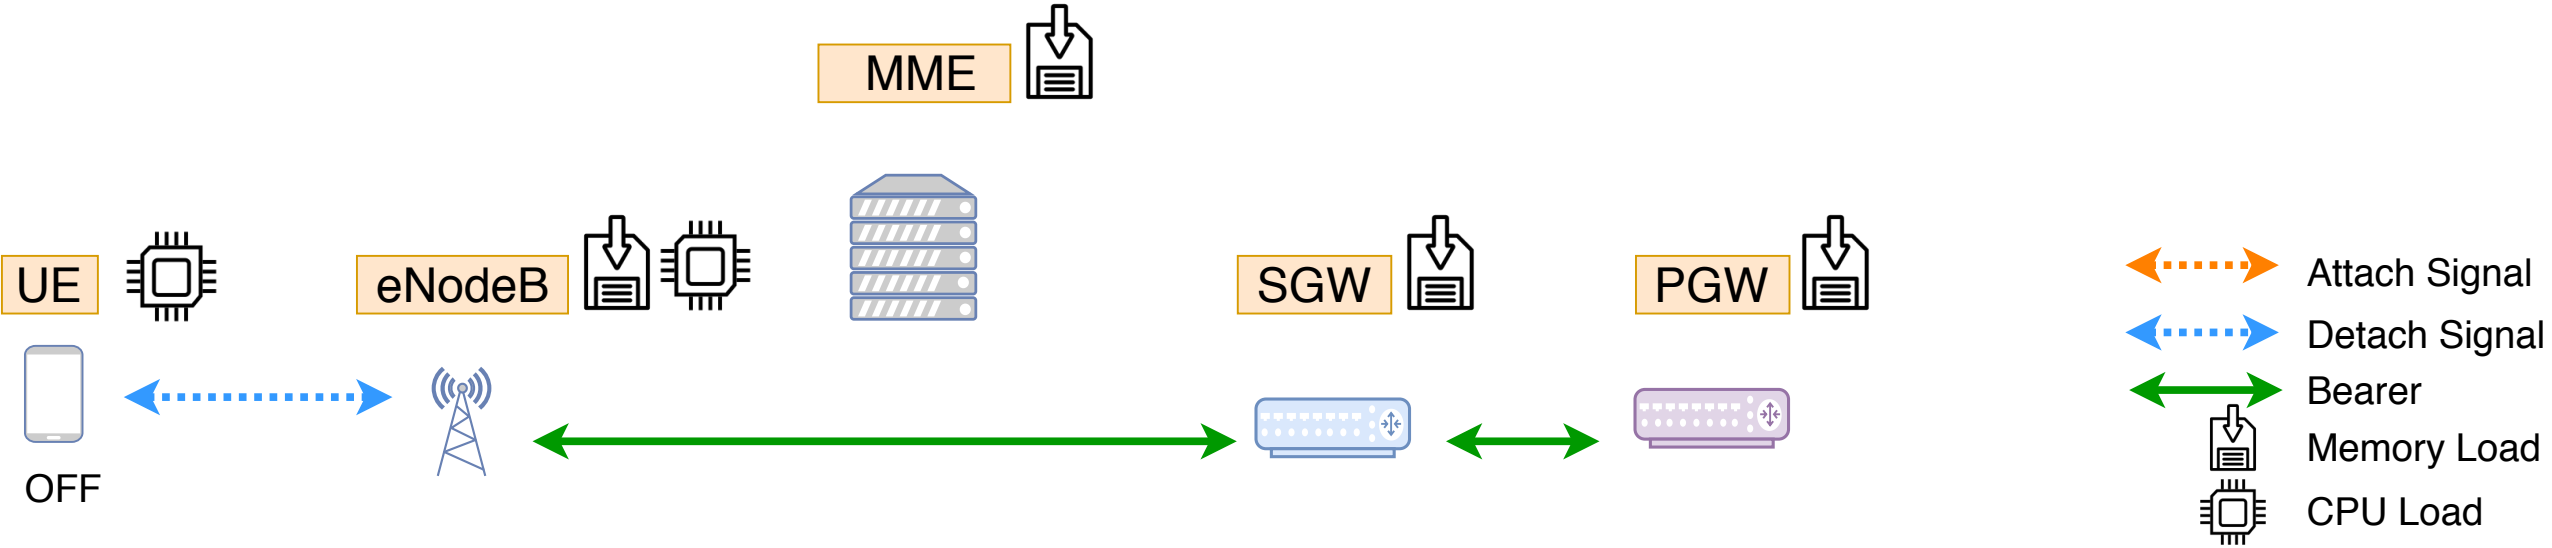 MME
UE
eNodeB
SGW
PGW
OFF
Attach Signal
Detach Signal
Bearer
Memory Load
CPU Load